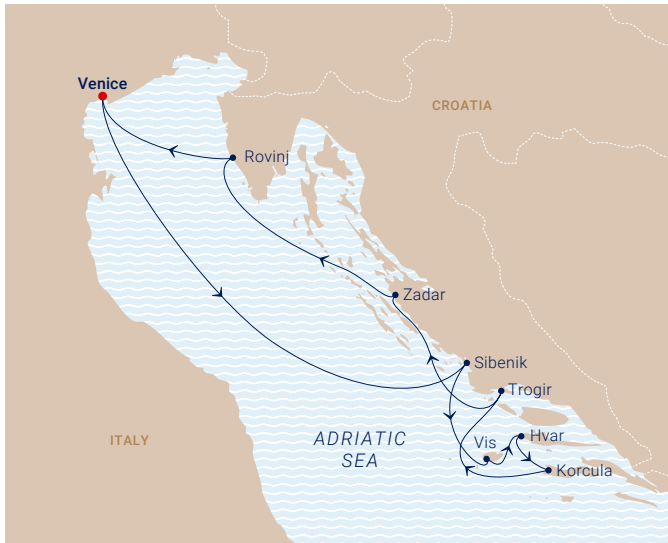 Venice
CROATIA
Rovinj
Zadar
Sibenik
Trogir
Hvar
Vis
Korcula
ITALY
ADRIATIC
SEA